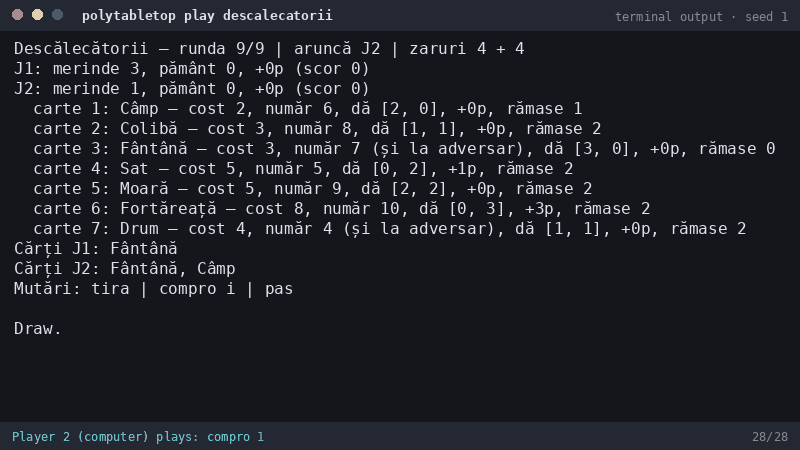 polytabletop play descalecatorii
terminal output · seed 1
Descălecătorii — runda 9/9 | aruncă J2 | zaruri 4 + 4
J1: merinde 3, pământ 0, +0p (scor 0)
J2: merinde 1, pământ 0, +0p (scor 0)
carte 1: Câmp — cost 2, număr 6, dă [2, 0], +0p, rămase 1
carte 2: Colibă — cost 3, număr 8, dă [1, 1], +0p, rămase 2
carte 3: Fântână — cost 3, număr 7 (și la adversar), dă [3, 0], +0p, rămase 0
carte 4: Sat — cost 5, număr 5, dă [0, 2], +1p, rămase 2
carte 5: Moară — cost 5, număr 9, dă [2, 2], +0p, rămase 2
carte 6: Fortăreață — cost 8, număr 10, dă [0, 3], +3p, rămase 2
carte 7: Drum — cost 4, număr 4 (și la adversar), dă [1, 1], +0p, rămase 2
Cărți J1: Fântână
Cărți J2: Fântână, Câmp
Mutări: tira | compro i | pas
Draw.
Player 2 (computer) plays: compro 1
28/28